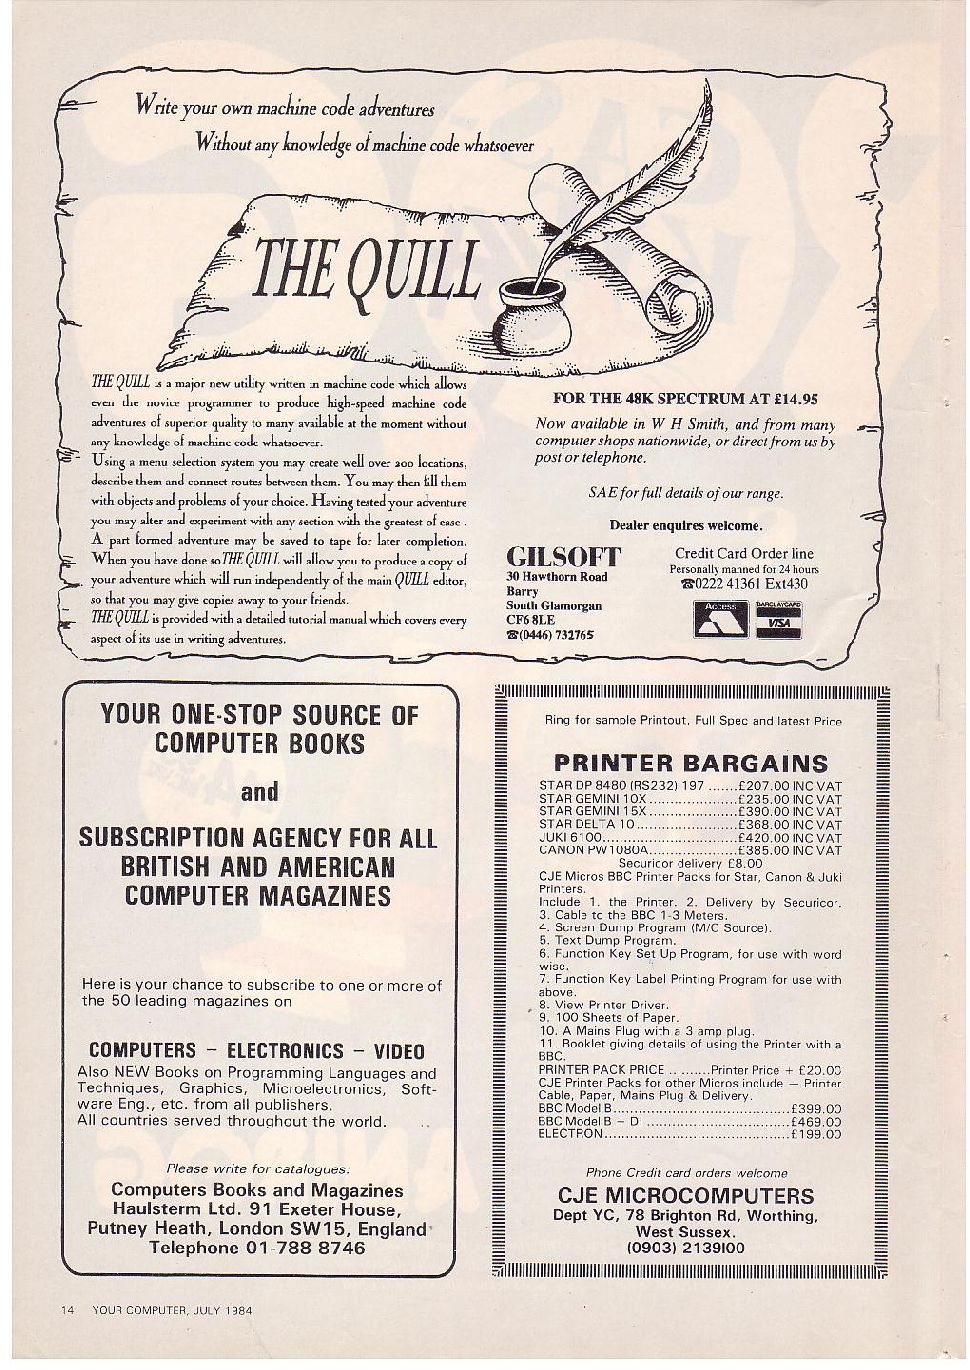 Write your own machine code adventures
Without any knowledge of machine code whatsoever
THE QUILL
THE QUILL is a major new utility written in machine code which allows
even the novice programmer to produce high-speed machine code
adventures of superior quality to many available at the moment without
any knowledge of machine code whatsoever.
Using a menu selection system you may create well over 200 locations,
describe them and connect routes between them. You may then fill them
with objects and problems of your choice. Having tested your adventure
you may alter and experiment with any section with the greatest of ease.
A part formed adventure may be saved to tape for later completion.
When you have done so THE QUILL will allow you to produce a copy of
your adventure which will run independently of the main QUILL editor,
so that you may give copies away to your friends.
THE QUILL is provided with a detailed tutorial manual which covers every
aspect of its use in writing adventures.
FOR THE 48K SPECTRUM AT £14.95
Now available in W H Smith, and from many
computer shops nationwide, or direct from us by
post or telephone.
SAE for full details of our range.
Dealer enquires welcome.
GILSOFT
30 Hawthorn Road
Barry
South Glamorgan
CF6 8LE
☎(0446) 732765
Credit Card Order line
Personally manned for 24 hours
☎0222 41361 Ext430
Access
BARCLAYCARD
VISA
YOUR ONE-STOP SOURCE OF
COMPUTER BOOKS
and
SUBSCRIPTION AGENCY FOR ALL
BRITISH AND AMERICAN
COMPUTER MAGAZINES
Here is your chance to subscribe to one or more of
the 50 leading magazines on
COMPUTERS – ELECTRONICS – VIDEO
Also NEW Books on Programming Languages and
Techniques, Graphics, Microelectronics, Soft-
ware Eng., etc. from all publishers.
All countries served throughout the world.
Please write for catalogues.
Computers Books and Magazines
Haulsterm Ltd. 91 Exeter House,
Putney Heath, London SW15, England
Telephone 01-788 8746
Ring for sample Printout. Full Spec and latest Price
PRINTER BARGAINS
STAR DP 8480 (RS232) 197 .......£207.00 INC VAT
STAR GEMINI 10X.....................£235.00 INC VAT
STAR GEMINI 15X.....................£390.00 INC VAT
STAR DELTA 10........................£368.00 INC VAT
JUKI 6100................................£420.00 INC VAT
CANON PW1080A.....................£385.00 INC VAT
Securicor delivery £8.00
CJE Micros BBC Printer Packs for Star, Canon & Juki
Printers.
Include 1. the Printer. 2. Delivery by Securicor.
3. Cable to the BBC 1-3 Meters.
4. Screen Dump Program (M/C Source).
5. Text Dump Program.
6. Function Key Set Up Program, for use with word
wise.
7. Function Key Label Printing Program for use with
above.
8. View Printer Driver.
9. 100 Sheets of Paper.
10. A Mains Flug with a 3 amp plug.
11. Booklet giving details of using the Printer with a
BBC.
PRINTER PACK PRICE ..........Printer Price + £20.00
CJE Printer Packs for other Micros include — Printer
Cable, Paper, Mains Plug & Delivery.
BBC Model B..........................................£399.00
BBC Model B – D ..................................£469.00
ELECTRON............................................£199.00
Phone Credit card orders welcome
CJE MICROCOMPUTERS
Dept YC, 78 Brighton Rd, Worthing,
West Sussex.
(0903) 213900
14 YOUR COMPUTER, JULY 1984